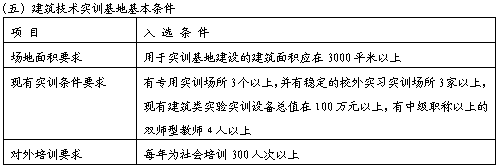 (五) 建筑技术实训基地基本条件
项 目
入 选 条 件
场地面积要求
用于实训基地建设的建筑面积应在 3000 平米以上
现有实训条件要求
有专用实训场所 3 个以上，并有稳定的校外实习实训场所 3 家以上，
现有建筑类实验实训设备总值在 100 万元以上，有中级职称以上的
双师型教师 4 人以上
对外培训要求
每年为社会培训 300 人次以上